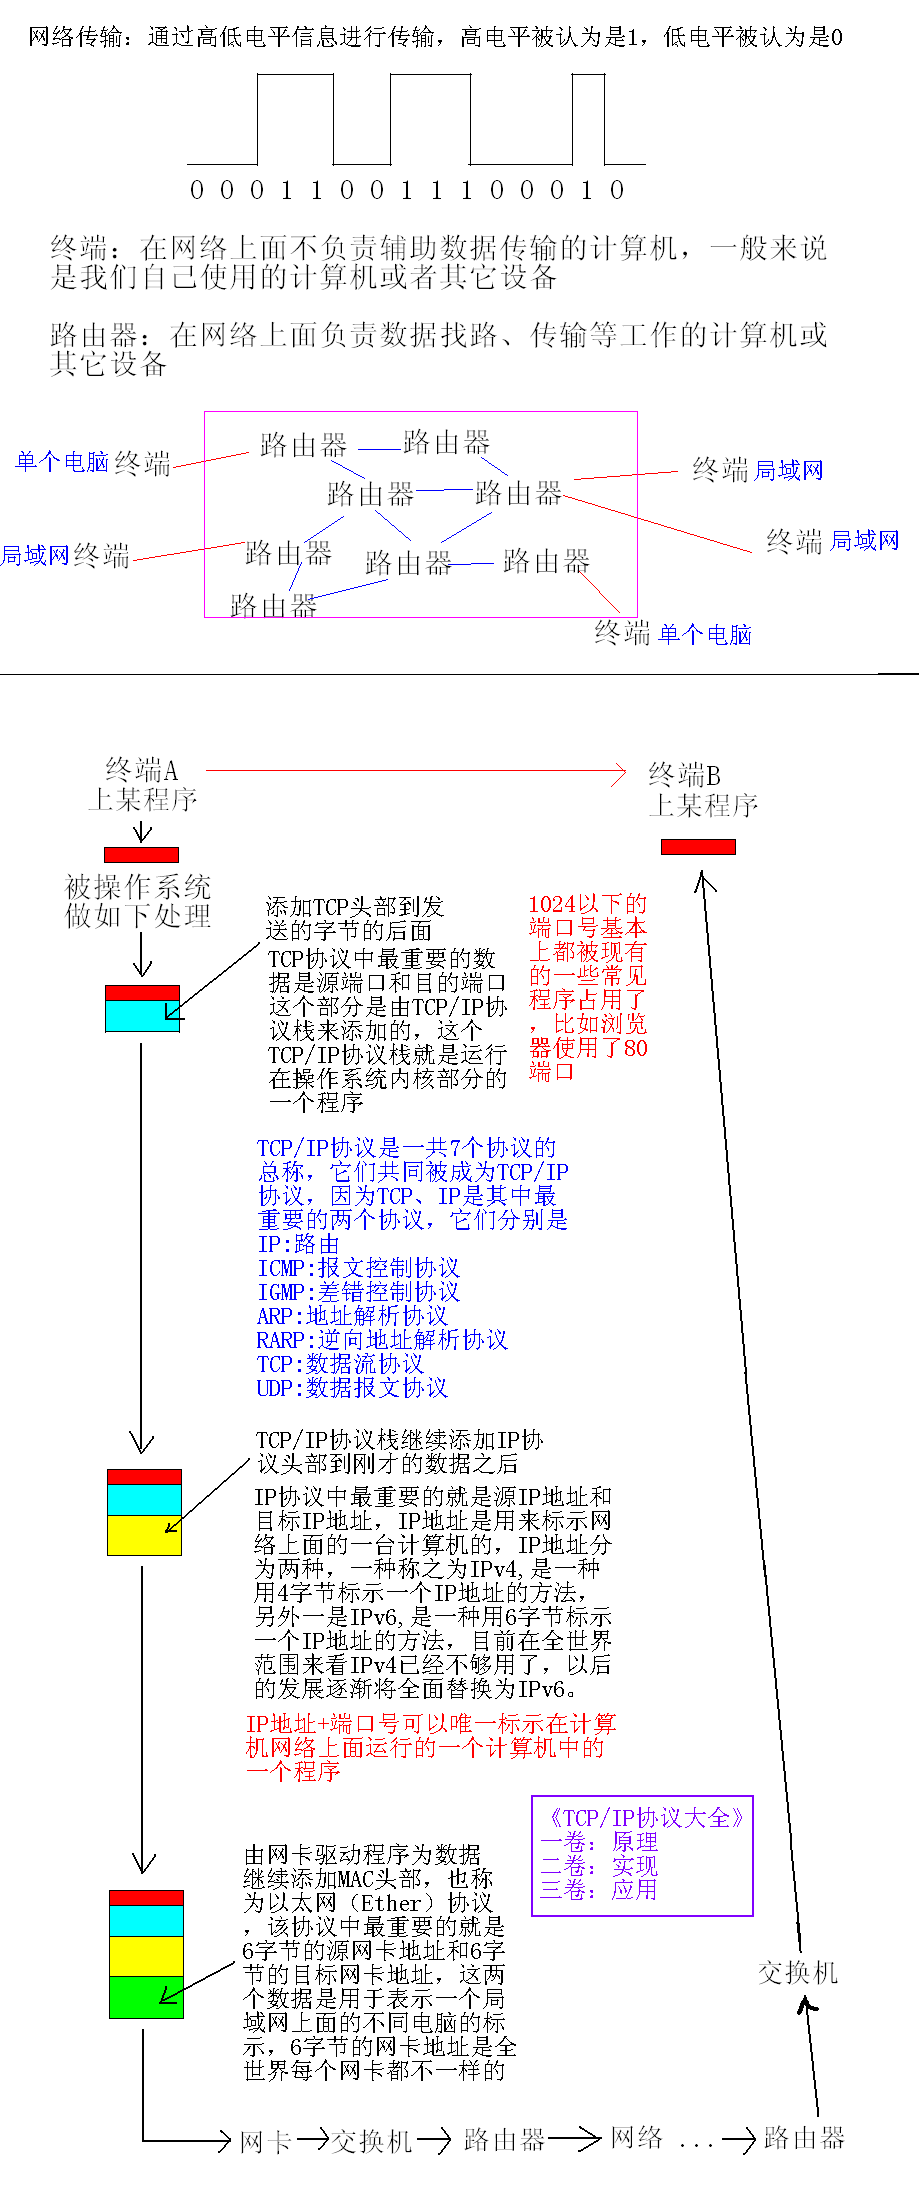 网络传输：通过高低电平信息进行传输，高电平被认为是1，低电平被认为是0
0 0 0 1 1 0 0 1 1 1 0 0 0 1 0
终端：在网络上面不负责辅助数据传输的计算机，一般来说
是我们自己使用的计算机或者其它设备
路由器：在网络上面负责数据找路、传输等工作的计算机或
其它设备
路由器 路由器
单个电脑 终端
终端 局域网
路由器 路由器
终端 局域网
局域网 终端
路由器 路由器 路由器
路由器
终端 单个电脑
终端A
上某程序
终端B
上某程序
被操作系统
做如下处理
添加TCP头部到发
送的字节的后面
TCP协议中最重要的数
据是源端口和目的端口
这个部分是由TCP/IP协
议栈来添加的，这个
TCP/IP协议栈就是运行
在操作系统内核部分的
一个程序
1024以下的
端口号基本
上都被现有
的一些常见
程序占用了
，比如浏览
器使用了80
端口
TCP/IP协议是一共7个协议的
总称，它们共同被成为TCP/IP
协议，因为TCP、IP是其中最
重要的两个协议，它们分别是
IP:路由
ICMP:报文控制协议
IGMP:差错控制协议
ARP:地址解析协议
RARP:逆向地址解析协议
TCP:数据流协议
UDP:数据报文协议
TCP/IP协议栈继续添加IP协
议头部到刚才的数据之后
IP协议中最重要的就是源IP地址和
目标IP地址，IP地址是用来标示网
络上面的一台计算机的，IP地址分
为两种，一种称之为IPv4,是一种
用4字节标示一个IP地址的方法，
另外一是IPv6,是一种用6字节标示
一个IP地址的方法，目前在全世界
范围来看IPv4已经不够用了，以后
的发展逐渐将全面替换为IPv6。
IP地址+端口号可以唯一标示在计算
机网络上面运行的一个计算机中的
一个程序
《TCP/IP协议大全》
一卷：原理
二卷：实现
三卷：应用
由网卡驱动程序为数据
继续添加MAC头部，也称
为以太网（Ether）协议
，该协议中最重要的就是
6字节的源网卡地址和6字
节的目标网卡地址，这两
个数据是用于表示一个局
域网上面的不同电脑的标
示，6字节的网卡地址是全
世界每个网卡都不一样的
交换机
网卡 交换机 路由器 网络 ... 路由器